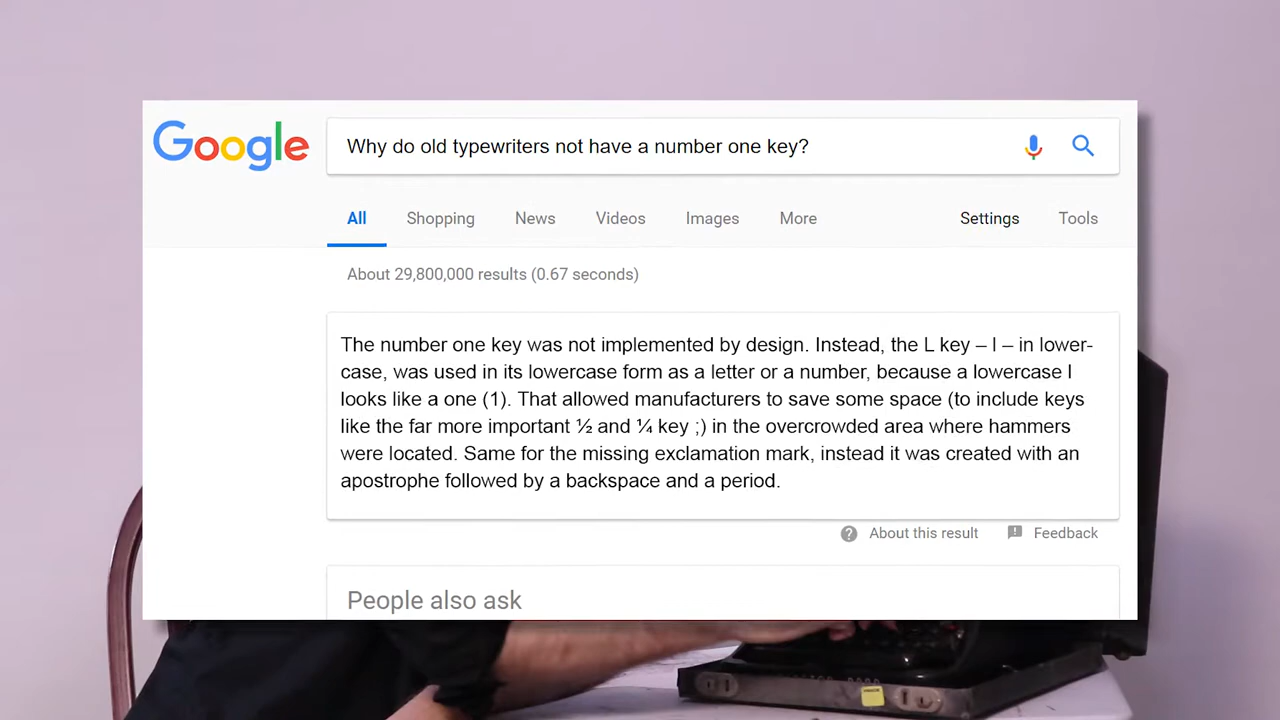 Google
Why do old typewriters not have a number one key?
All Shopping News Videos Images More Settings Tools
About 29,800,000 results (0.67 seconds)
The number one key was not implemented by design. Instead, the L key – l – in lower-
case, was used in its lowercase form as a letter or a number, because a lowercase l
looks like a one (1). That allowed manufacturers to save some space (to include keys
like the far more important ½ and ¼ key ;) in the overcrowded area where hammers
were located. Same for the missing exclamation mark, instead it was created with an
apostrophe followed by a backspace and a period.
About this result Feedback
People also ask